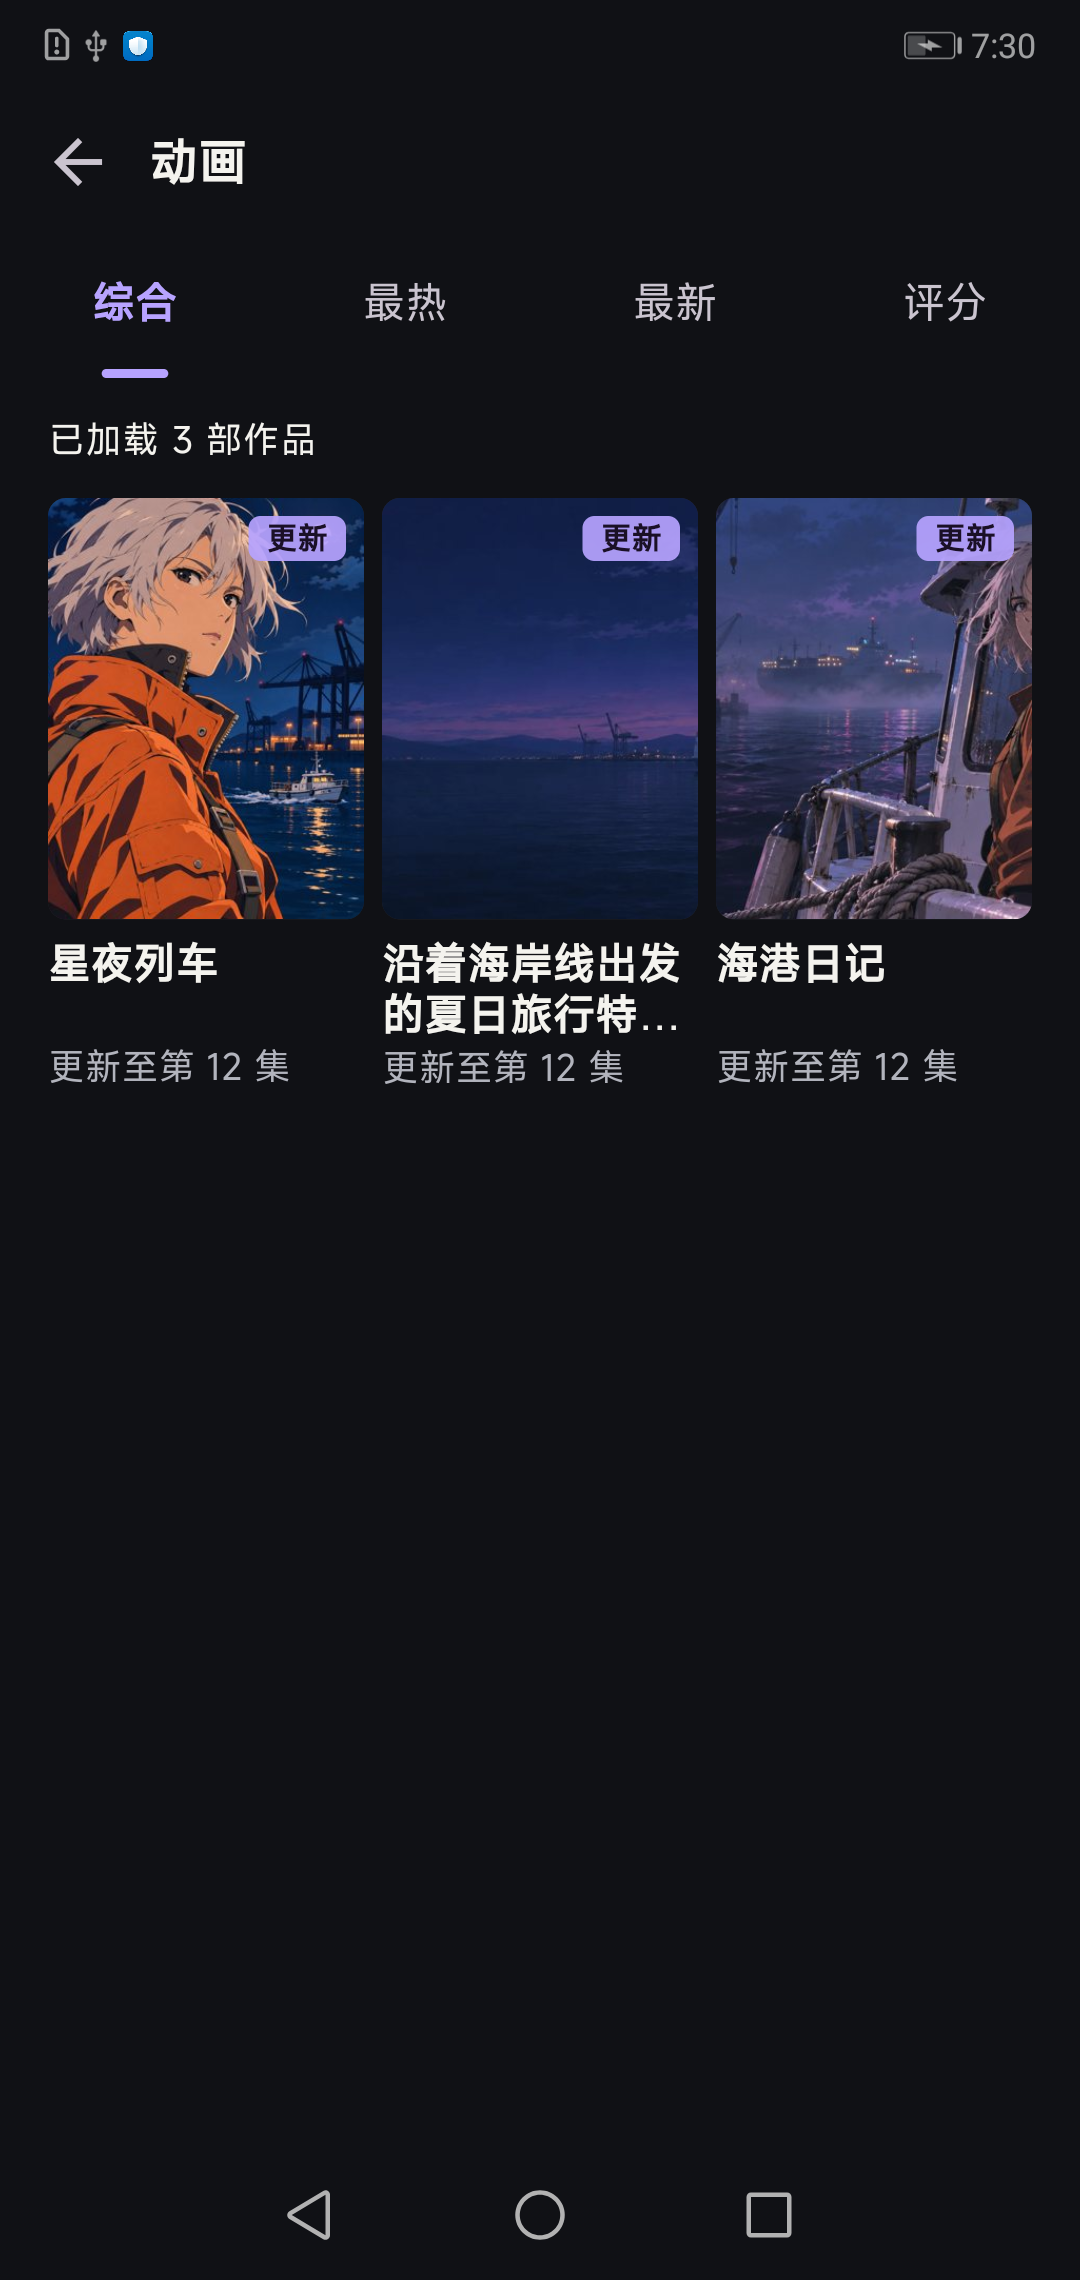 7:30
动画
综合 最热 最新 评分
已加载 3 部作品
更新 更新 更新
星夜列车
沿着海岸线出发
的夏日旅行特...
海港日记
更新至第 12 集
更新至第 12 集
更新至第 12 集